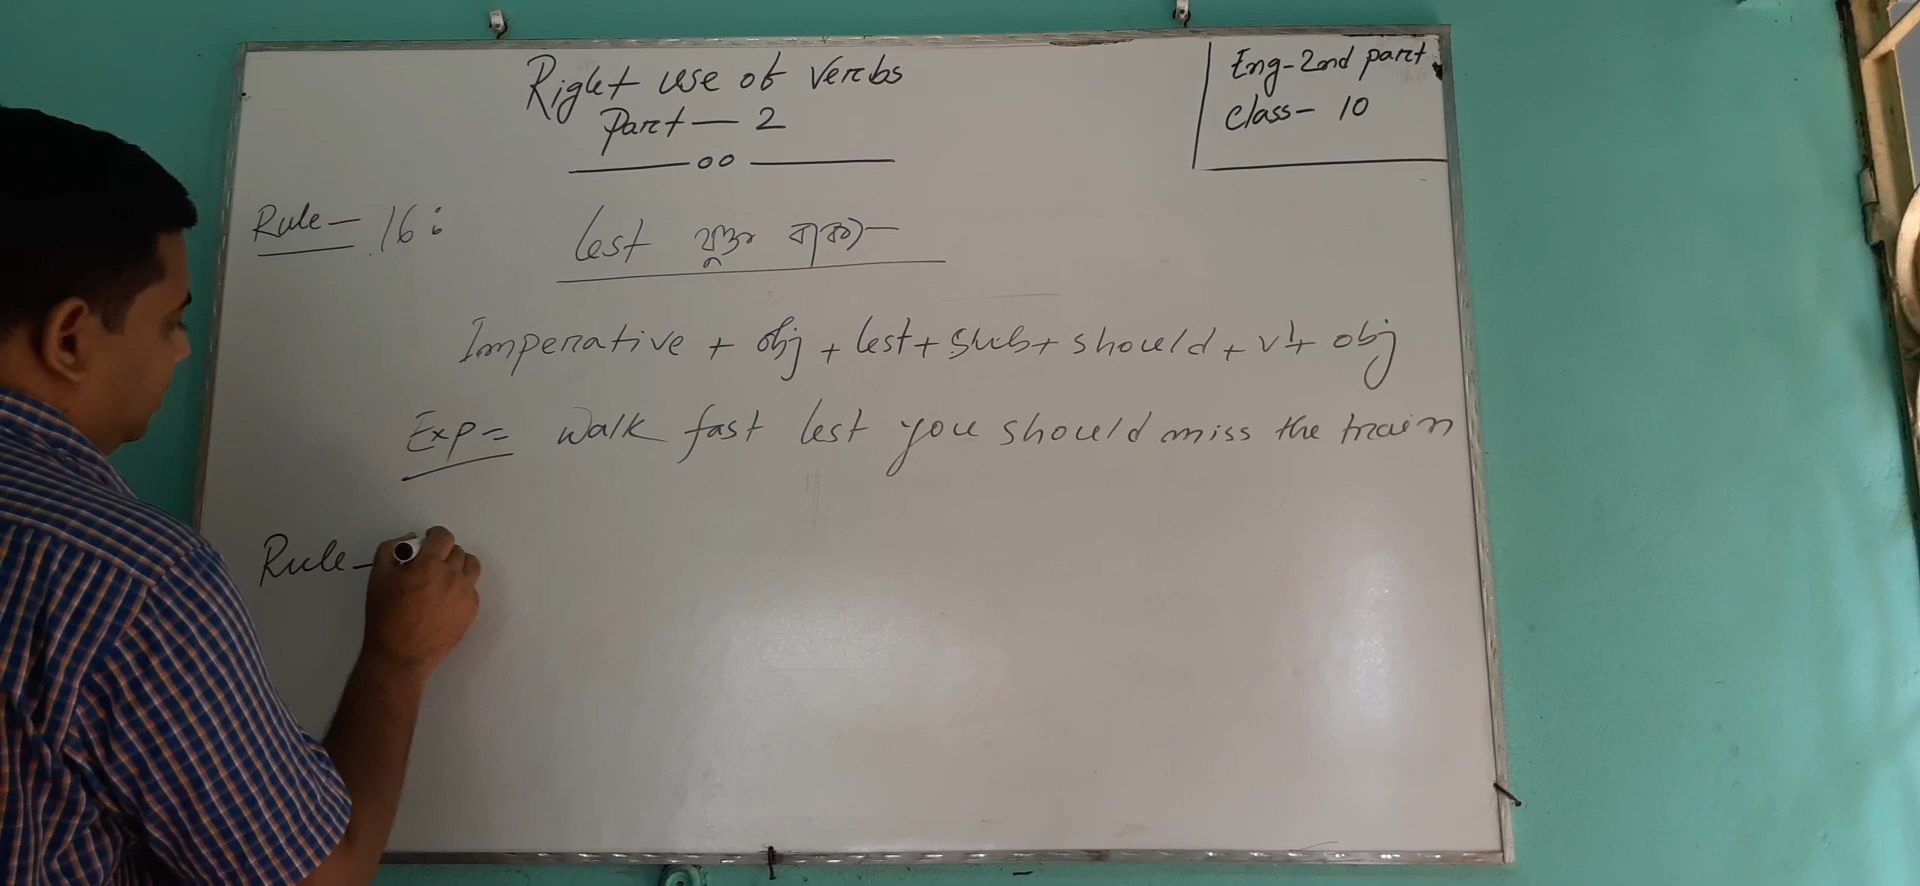 Right use of Verbs
Part — 2
Eng-2nd part
class- 10
Rule- 16:
lest যুক্ত বাক্যে-
Imperative + obj + lest + sub + should + v1 + obj
Exp= Walk fast lest you should miss the train
Rule-